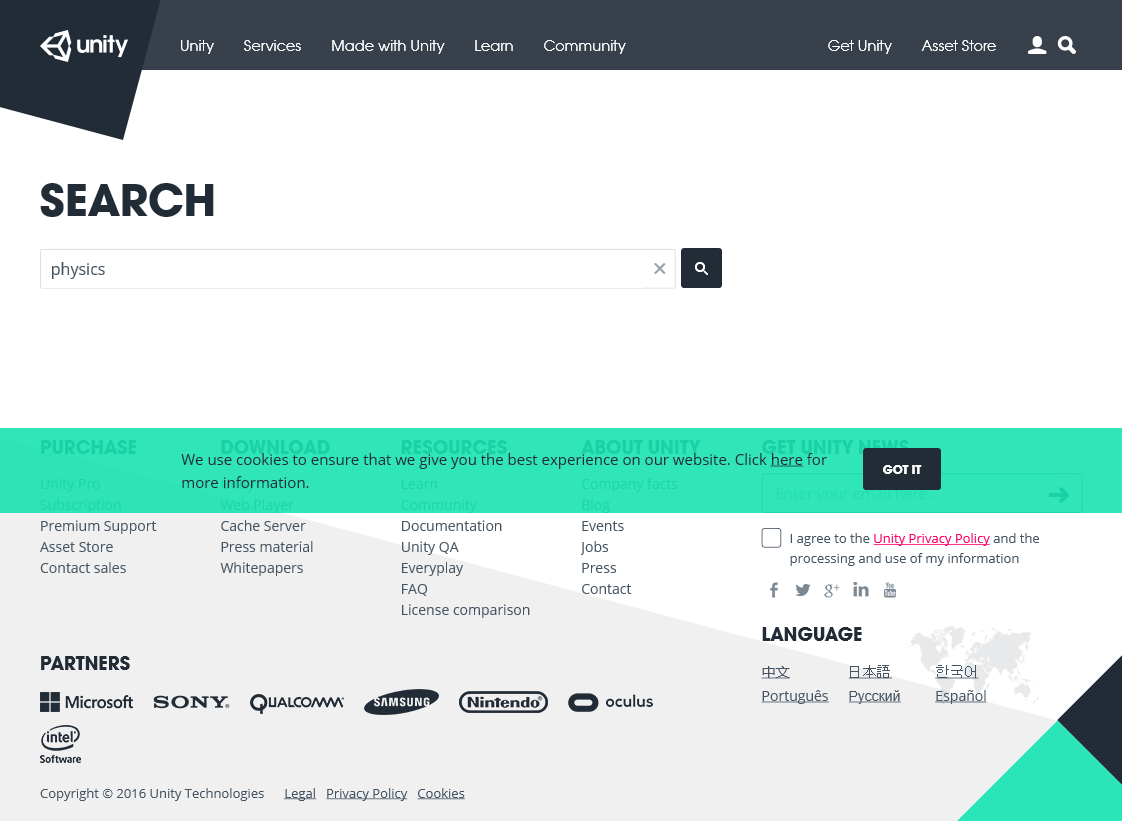 unity
Unity Services Made with Unity Learn Community Get Unity Asset Store
SEARCH
physics
PURCHASE DOWNLOAD RESOURCES ABOUT UNITY GET UNITY NEWS
We use cookies to ensure that we give you the best experience on our website. Click here for
more information.
GOT IT
Unity Pro Learn Company facts
Enter your email here...
Subscription Web Player Community Blog
Premium Support Cache Server Documentation Events
Asset Store Press material Unity QA Jobs
Contact sales Whitepapers Everyplay Press
FAQ Contact
License comparison
I agree to the Unity Privacy Policy and the
processing and use of my information
LANGUAGE
中文 日本語 한국어
Português Русский Español
PARTNERS
Microsoft SONY. QUALCOMM SAMSUNG Nintendo® oculus
intel
Software
Copyright © 2016 Unity Technologies Legal Privacy Policy Cookies